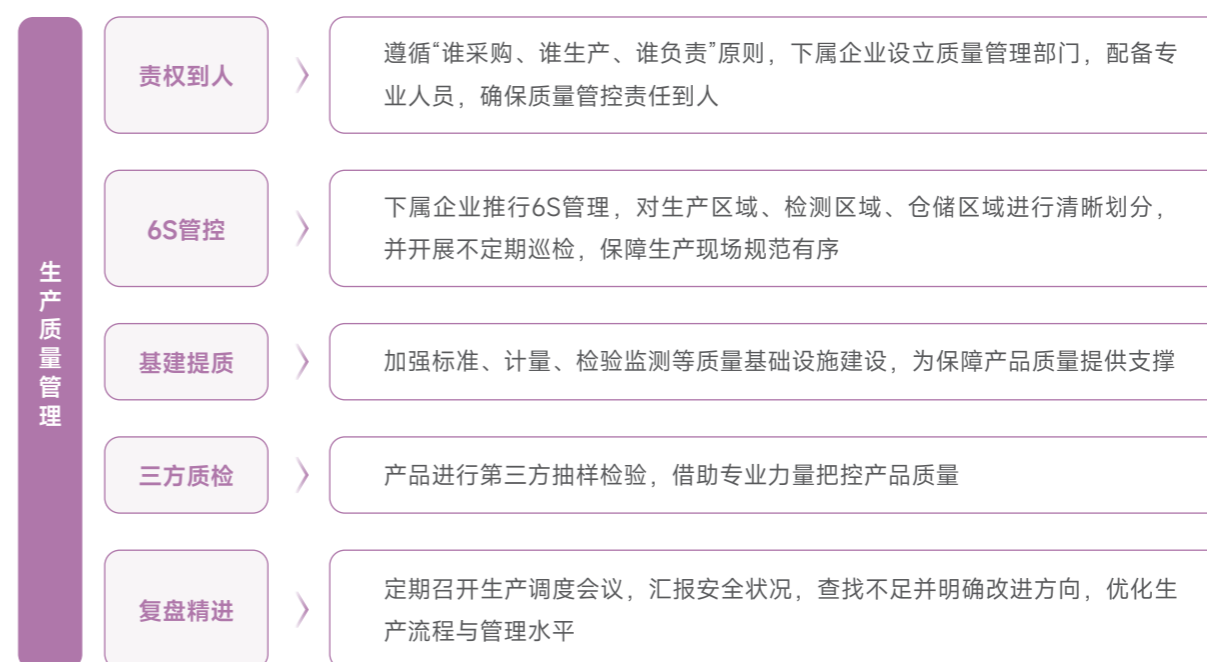 生产质量管理
责权到人
遵循“谁采购、谁生产、谁负责”原则，下属企业设立质量管理部门，配备专
业人员，确保质量管控责任到人
6S管控
下属企业推行6S管理，对生产区域、检测区域、仓储区域进行清晰划分，
并开展不定期巡检，保障生产现场规范有序
基建提质
加强标准、计量、检验监测等质量基础设施建设，为保障产品质量提供支撑
三方质检
产品进行第三方抽样检验，借助专业力量把控产品质量
复盘精进
定期召开生产调度会议，汇报安全状况，查找不足并明确改进方向，优化生
产流程与管理水平